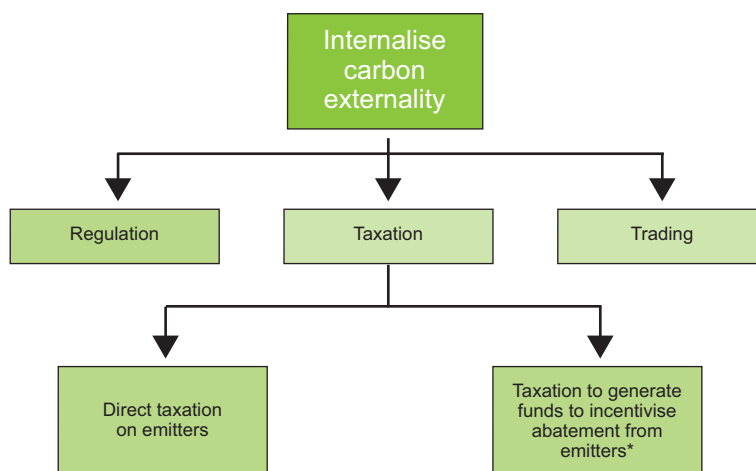 Internalise
carbon
externality
Regulation
Taxation
Trading
Direct taxation
on emitters
Taxation to generate
funds to incentivise
abatement from
emitters*